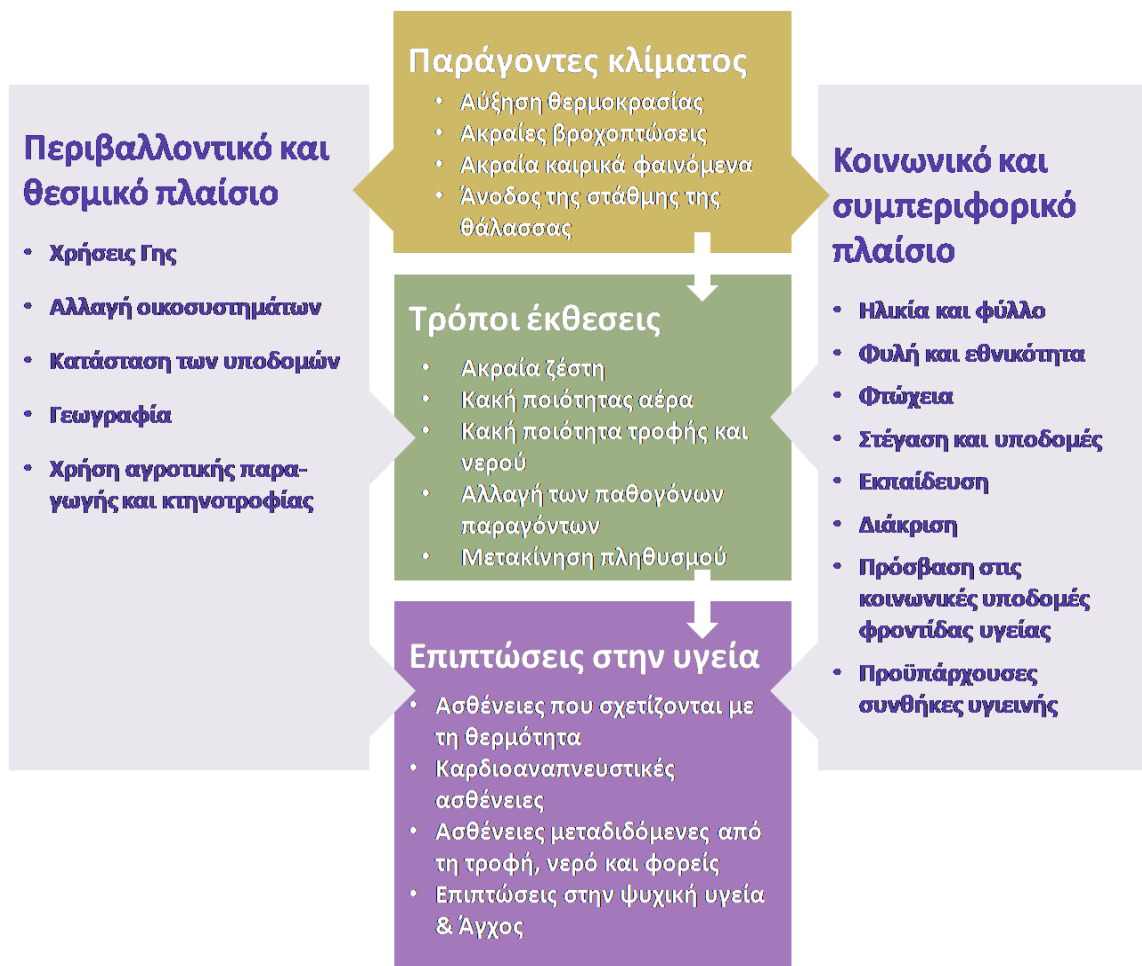 Παράγοντες κλίματος
• Αύξηση θερμοκρασίας
• Ακραίες βροχοπτώσεις
• Ακραία καιρικά φαινόμενα
• Άνοδος της στάθμης της
θάλασσας
Περιβαλλοντικό και
θεσμικό πλαίσιο
• Χρήσεις Γης
• Αλλαγή οικοσυστημάτων
• Κατάσταση των υποδομών
• Γεωγραφία
• Χρήση αγροτικής παρα-
γωγής και κτηνοτροφίας
Τρόποι έκθεσεις
• Ακραία ζέστη
• Κακή ποιότητας αέρα
• Κακή ποιότητα τροφής και
νερού
• Αλλαγή των παθογόνων
παραγόντων
• Μετακίνηση πληθυσμού
Επιπτώσεις στην υγεία
• Ασθένειες που σχετίζονται με
τη θερμότητα
• Καρδιοαναπνευστικές
ασθένειες
• Ασθένειες μεταδιδόμενες από
τη τροφή, νερό και φορείς
• Επιπτώσεις στην ψυχική υγεία
& Άγχος
Κοινωνικό και
συμπεριφορικό
πλαίσιο
• Ηλικία και φύλλο
• Φυλή και εθνικότητα
• Φτώχεια
• Στέγαση και υποδομές
• Εκπαίδευση
• Διάκριση
• Πρόσβαση στις
κοινωνικές υποδομές
φροντίδας υγείας
• Προϋπάρχουσες
συνθήκες υγιεινής